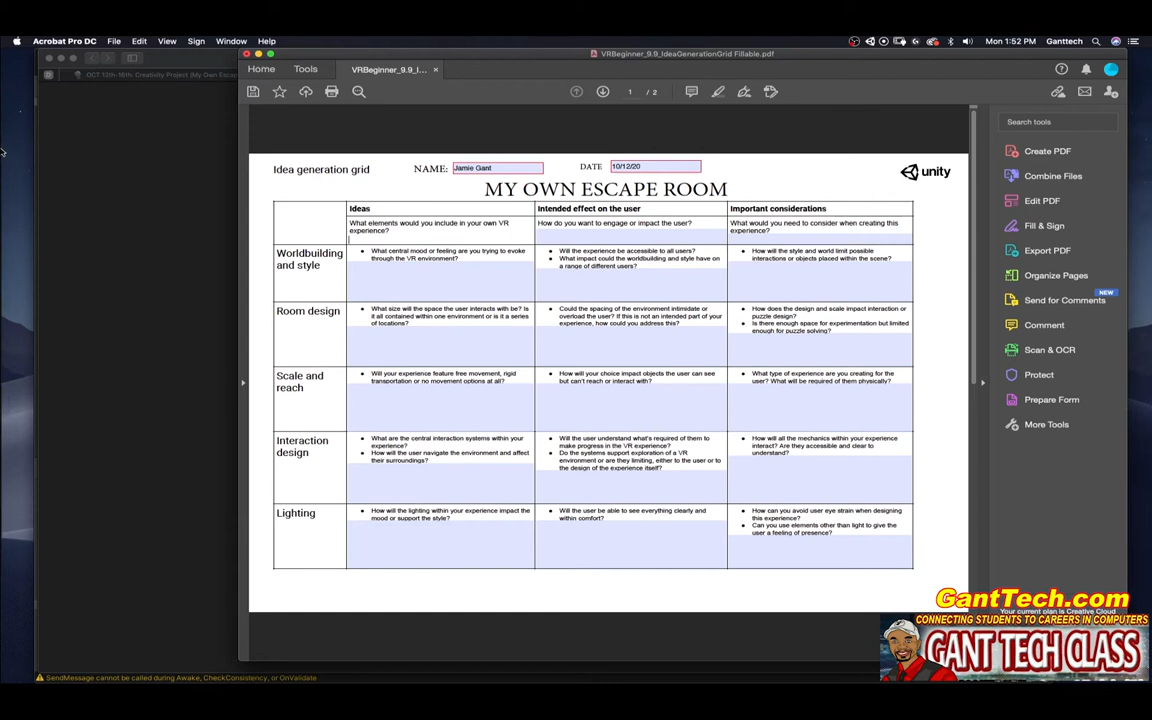 Acrobat Pro DC File Edit View Sign Window Help
Mon 1:52 PM Ganttech
VRBeginner_9.9_IdeaGenerationGrid Fillable.pdf
OCT 12th-16th: Creativity Project (My Own Escap
Home Tools VRBeginner_9.9_I... ×
1 / 2
Search tools
Create PDF
Combine Files
Edit PDF
Fill & Sign
Export PDF
Organize Pages
NEW
Send for Comments
Comment
Scan & OCR
Protect
Prepare Form
More Tools
Idea generation grid NAME: Jamie Gant DATE 10/12/20
unity
MY OWN ESCAPE ROOM
Ideas
What elements would you include in your own VR
experience?
Intended effect on the user
How do you want to engage or impact the user?
Important considerations
What would you need to consider when creating this
experience?
Worldbuilding
and style
• What central mood or feeling are you trying to evoke
through the VR environment?
• Will the experience be accessible to all users?
• What impact could the worldbuilding and style have on
a range of different users?
• How will the style and world limit possible
interactions or objects placed within the scene?
Room design
• What size will the space the user interacts with be? Is
it all contained within one environment or is it a series
of locations?
• Could the spacing of the environment intimidate or
overload the user? If this is not an intended part of your
experience, how could you address this?
• How does the design and scale impact interaction or
puzzle design?
• Is there enough space for experimentation but limited
enough for puzzle solving?
Scale and
reach
• Will your experience feature free movement, rigid
transportation or no movement options at all?
• How will your choice impact objects the user can see
but can't reach or interact with?
• What type of experience are you creating for the
user? What will be required of them physically?
Interaction
design
• What are the central interaction systems within your
experience?
• How will the user navigate the environment and affect
their surroundings?
• Will the user understand what's required of them to
make progress in the VR experience?
• Do the systems support exploration of a VR
environment or are they limiting, either to the user or to
the design of the experience itself?
• How will all the mechanics within your experience
interact? Are they accessible and clear to
understand?
Lighting
• How will the lighting within your experience impact the
mood or support the style?
• Will the user be able to see everything clearly and
within comfort?
• How can you avoid user eye strain when designing
this experience?
• Can you use elements other than light to give the
user a feeling of presence?
GantTech.com
Your current plan is Creative Cloud
CONNECTING STUDENTS TO CAREERS IN COMPUTERS
GANT TECH CLASS
SendMessage cannot be called during Awake, CheckConsistency, or OnValidate